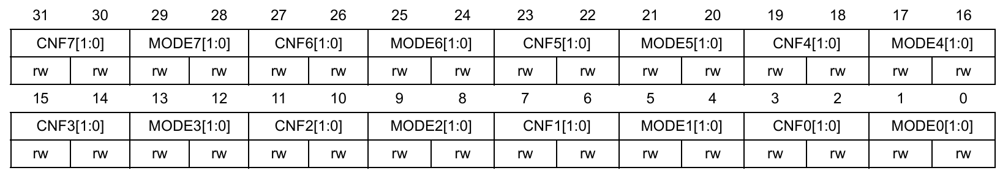 31 30 29 28 27 26 25 24 23 22 21 20 19 18 17 16
CNF7[1:0] MODE7[1:0] CNF6[1:0] MODE6[1:0] CNF5[1:0] MODE5[1:0] CNF4[1:0] MODE4[1:0]
rw rw rw rw rw rw rw rw rw rw rw rw rw rw rw rw
15 14 13 12 11 10 9 8 7 6 5 4 3 2 1 0
CNF3[1:0] MODE3[1:0] CNF2[1:0] MODE2[1:0] CNF1[1:0] MODE1[1:0] CNF0[1:0] MODE0[1:0]
rw rw rw rw rw rw rw rw rw rw rw rw rw rw rw rw